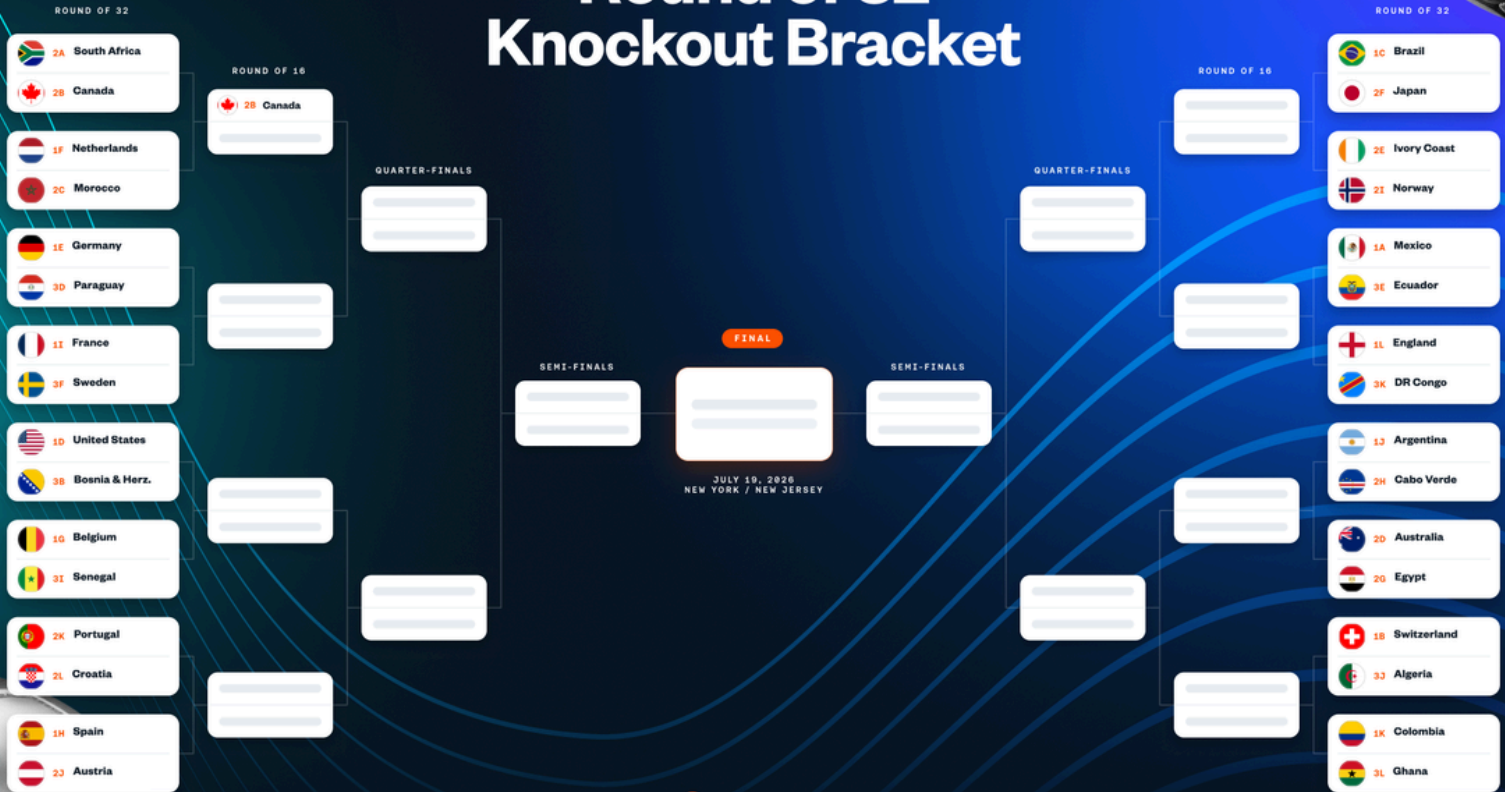 ROUND OF 32
Round of 32
Knockout Bracket
ROUND OF 32
2A South Africa
2B Canada
1F Netherlands
2C Morocco
1E Germany
3D Paraguay
1I France
3F Sweden
1D United States
3B Bosnia & Herz.
1G Belgium
3I Senegal
2K Portugal
2L Croatia
1H Spain
2J Austria
ROUND OF 16
2B Canada
QUARTER-FINALS
SEMI-FINALS
FINAL
JULY 19, 2026
NEW YORK / NEW JERSEY
SEMI-FINALS
QUARTER-FINALS
ROUND OF 16
1C Brazil
2F Japan
2E Ivory Coast
2I Norway
1A Mexico
3E Ecuador
1L England
3K DR Congo
1J Argentina
2H Cabo Verde
2D Australia
2G Egypt
1B Switzerland
3J Algeria
1K Colombia
3L Ghana